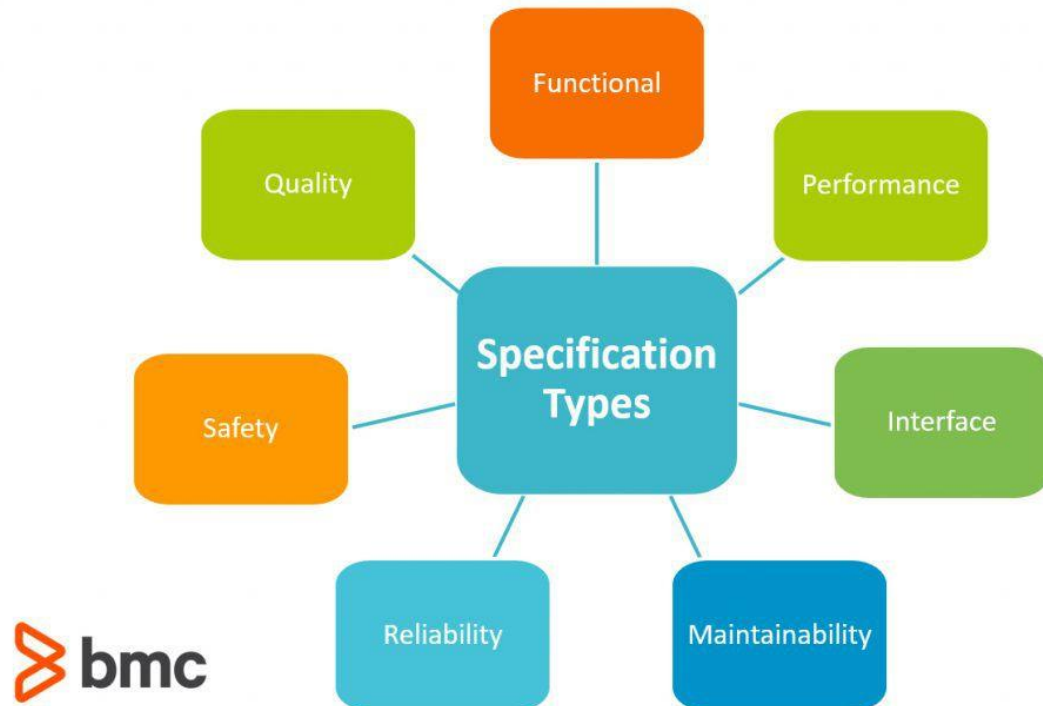 Functional
Quality
Performance
Specification
Types
Safety
Interface
Reliability
Maintainability
bmc